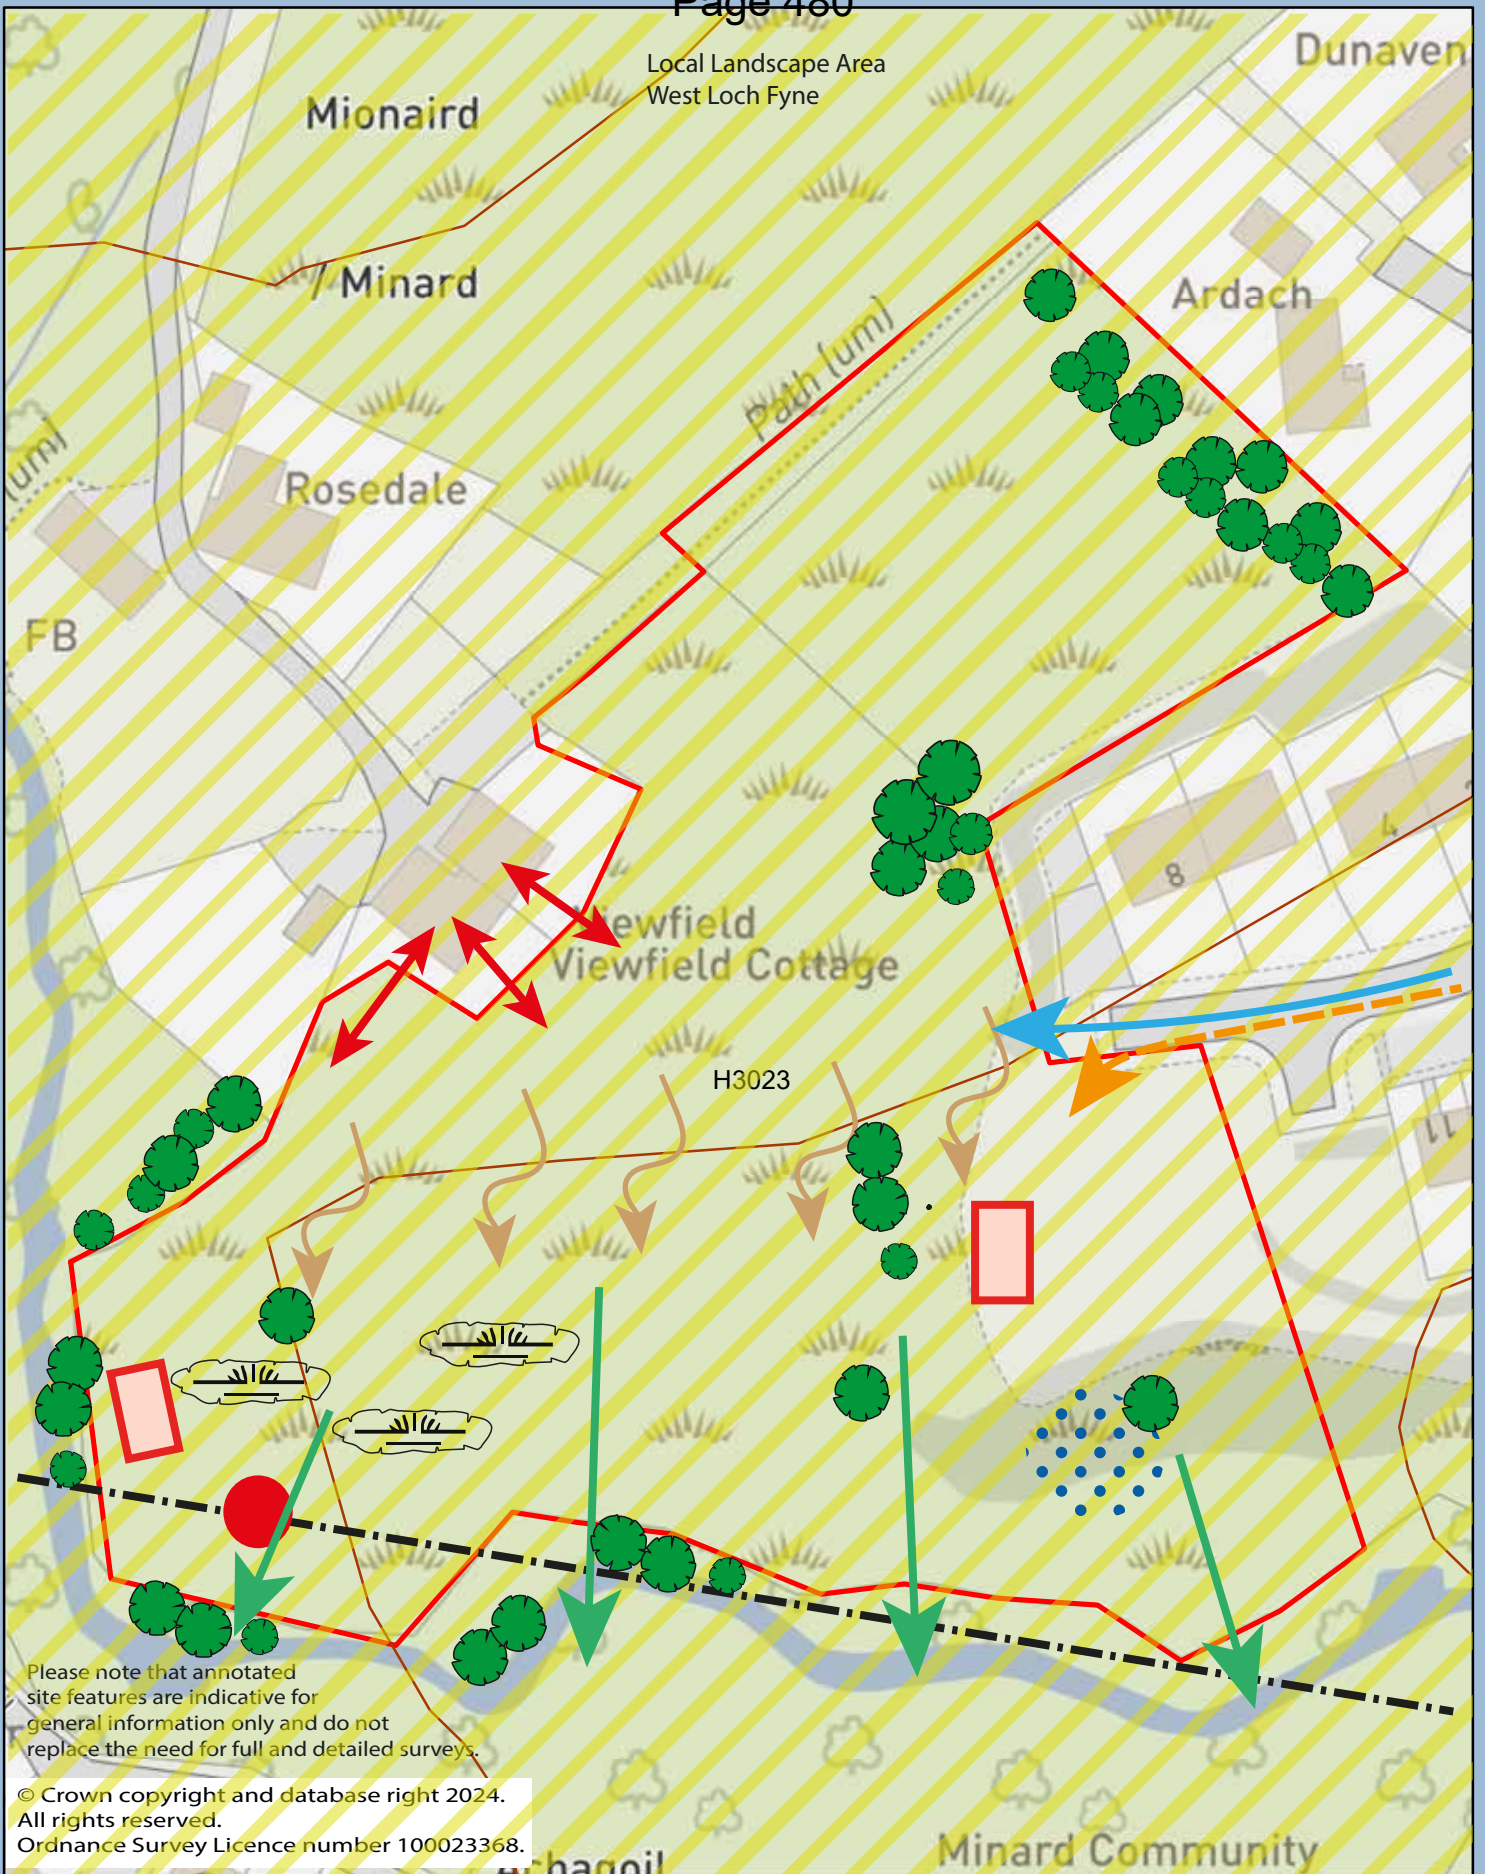 Page 480
Local Landscape Area
West Loch Fyne
Dunaven
Mionaird
/ Minard
Ardach
Path (um)
(um)
Rosedale
FB
4
8
Viewfield
Viewfield Cottage
H3023
11
Please note that annotated
site features are indicative for
general information only and do not
replace the need for full and detailed surveys.
© Crown copyright and database right 2024.
All rights reserved.
Ordnance Survey Licence number 100023368.
Minard Community